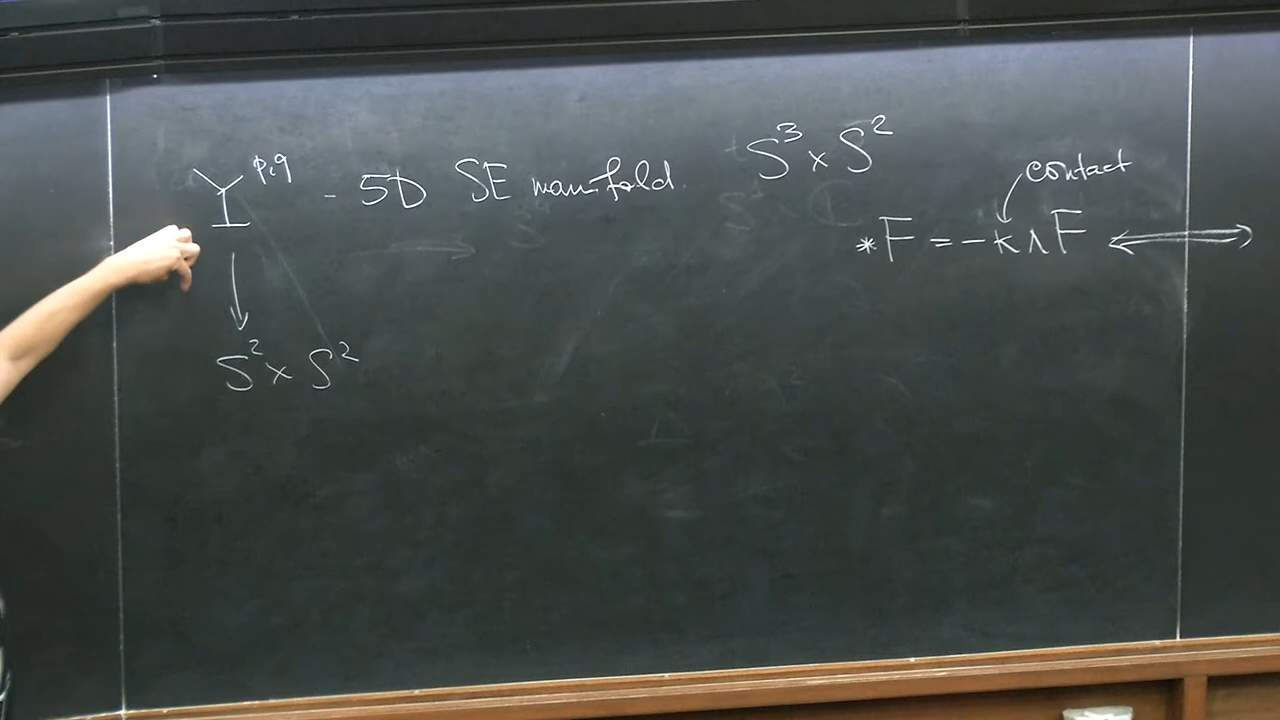 Y^{p,q} - 5D SE manifold. S^3 × S^2
contact
*F = -κ∧F ⟺
↓
S^2 × S^2